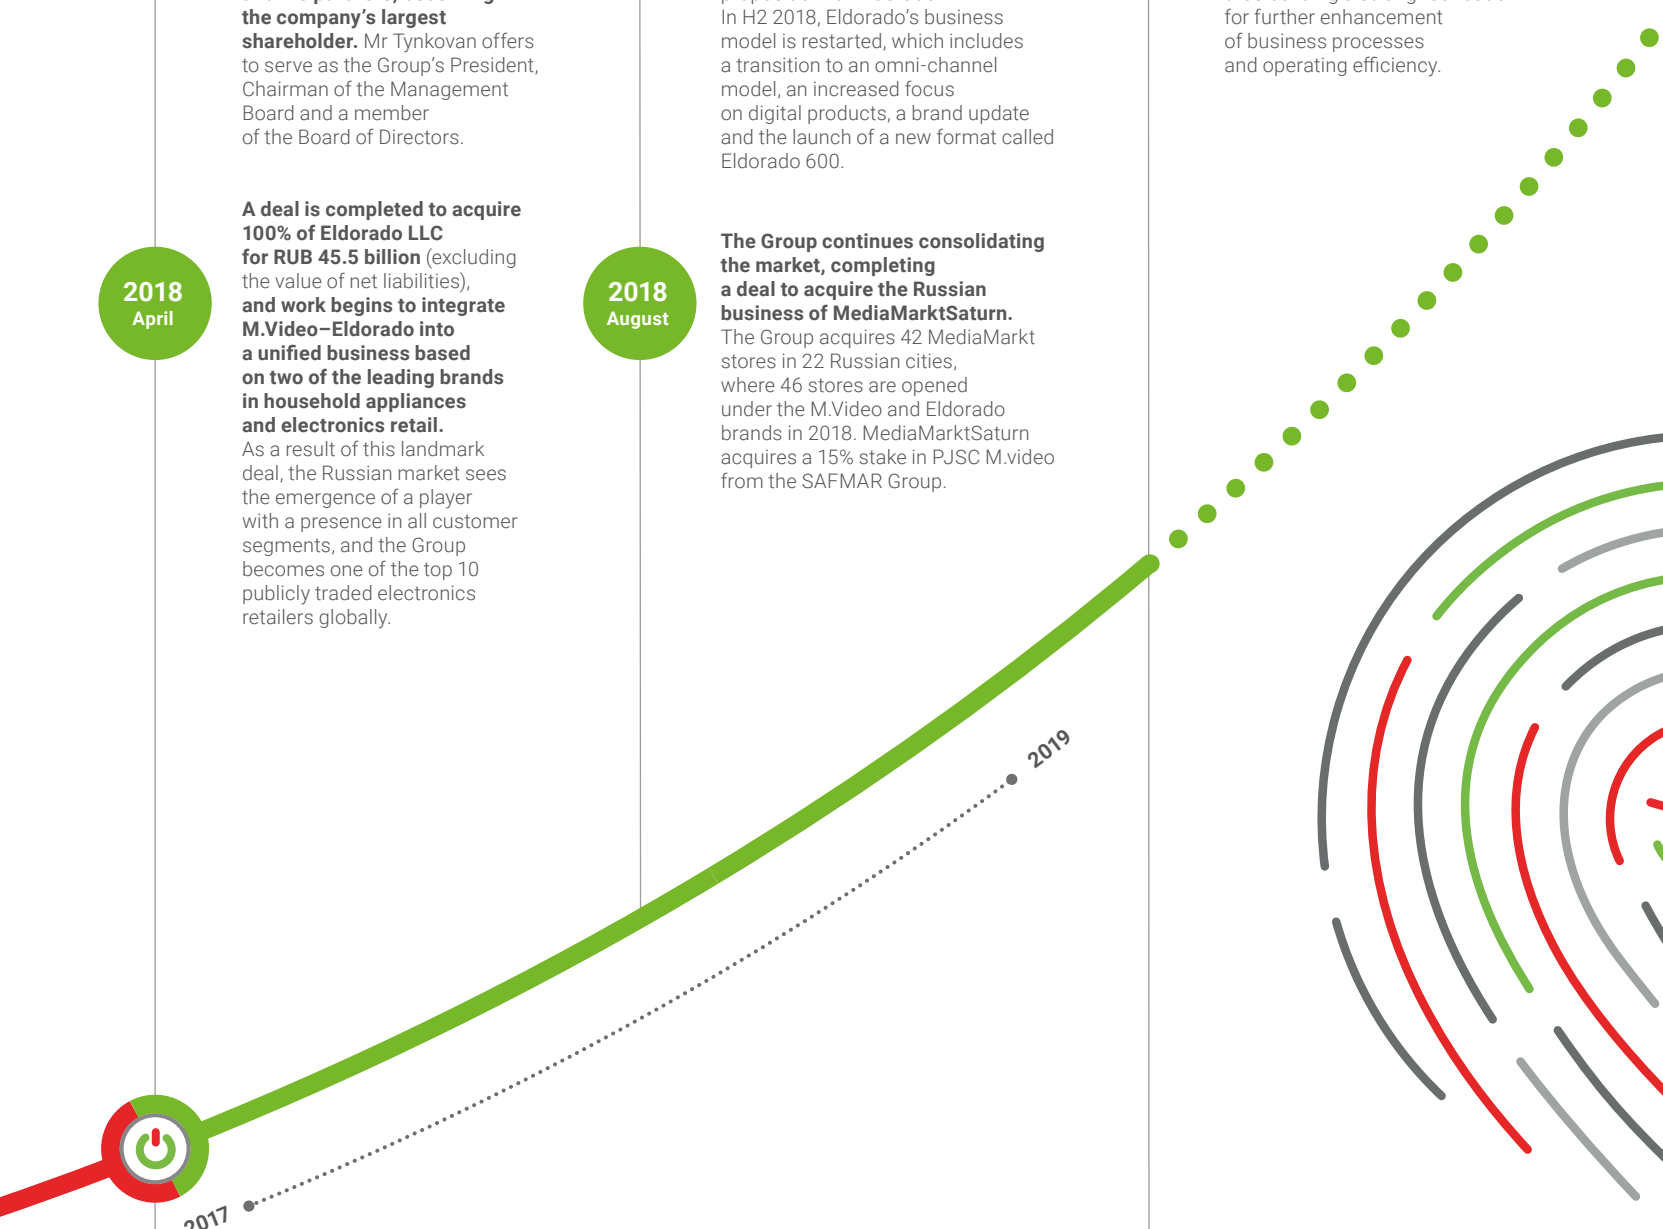 the company's largest
shareholder. Mr Tynkovan offers
to serve as the Group's President,
Chairman of the Management
Board and a member
of the Board of Directors.
2018
April
A deal is completed to acquire
100% of Eldorado LLC
for RUB 45.5 billion (excluding
the value of net liabilities),
and work begins to integrate
M.Video–Eldorado into
a unified business based
on two of the leading brands
in household appliances
and electronics retail.
As a result of this landmark
deal, the Russian market sees
the emergence of a player
with a presence in all customer
segments, and the Group
becomes one of the top 10
publicly traded electronics
retailers globally.
In H2 2018, Eldorado's business
model is restarted, which includes
a transition to an omni-channel
model, an increased focus
on digital products, a brand update
and the launch of a new format called
Eldorado 600.
2018
August
The Group continues consolidating
the market, completing
a deal to acquire the Russian
business of MediaMarktSaturn.
The Group acquires 42 MediaMarkt
stores in 22 Russian cities,
where 46 stores are opened
under the M.Video and Eldorado
brands in 2018. MediaMarktSaturn
acquires a 15% stake in PJSC M.video
from the SAFMAR Group.
for further enhancement
of business processes
and operating efficiency.
2019
2017